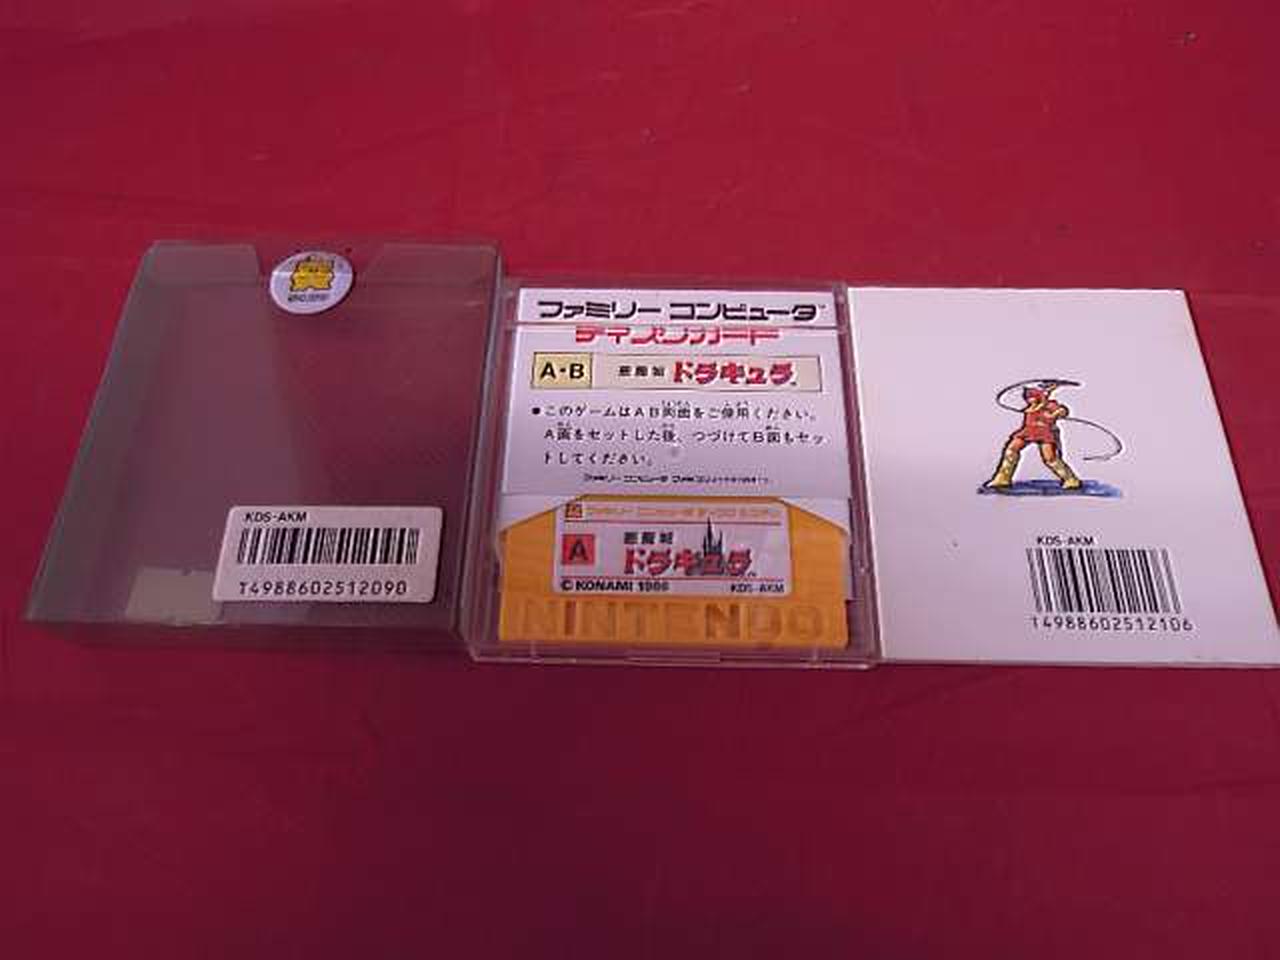 KDS-AKM
T4988602512090
ファミリー コンピュータ
ディスクカード
A・B 悪魔城 ドラキュラ
●このゲームはAB両面をご使用ください。
A面をセットした後、つづけてB面もセッ
トしてください。
A
悪魔城
ドラキュラ
© KONAMI 1986
KDS-AKM
NINTENDO
KDS-AKM
T4988602512106